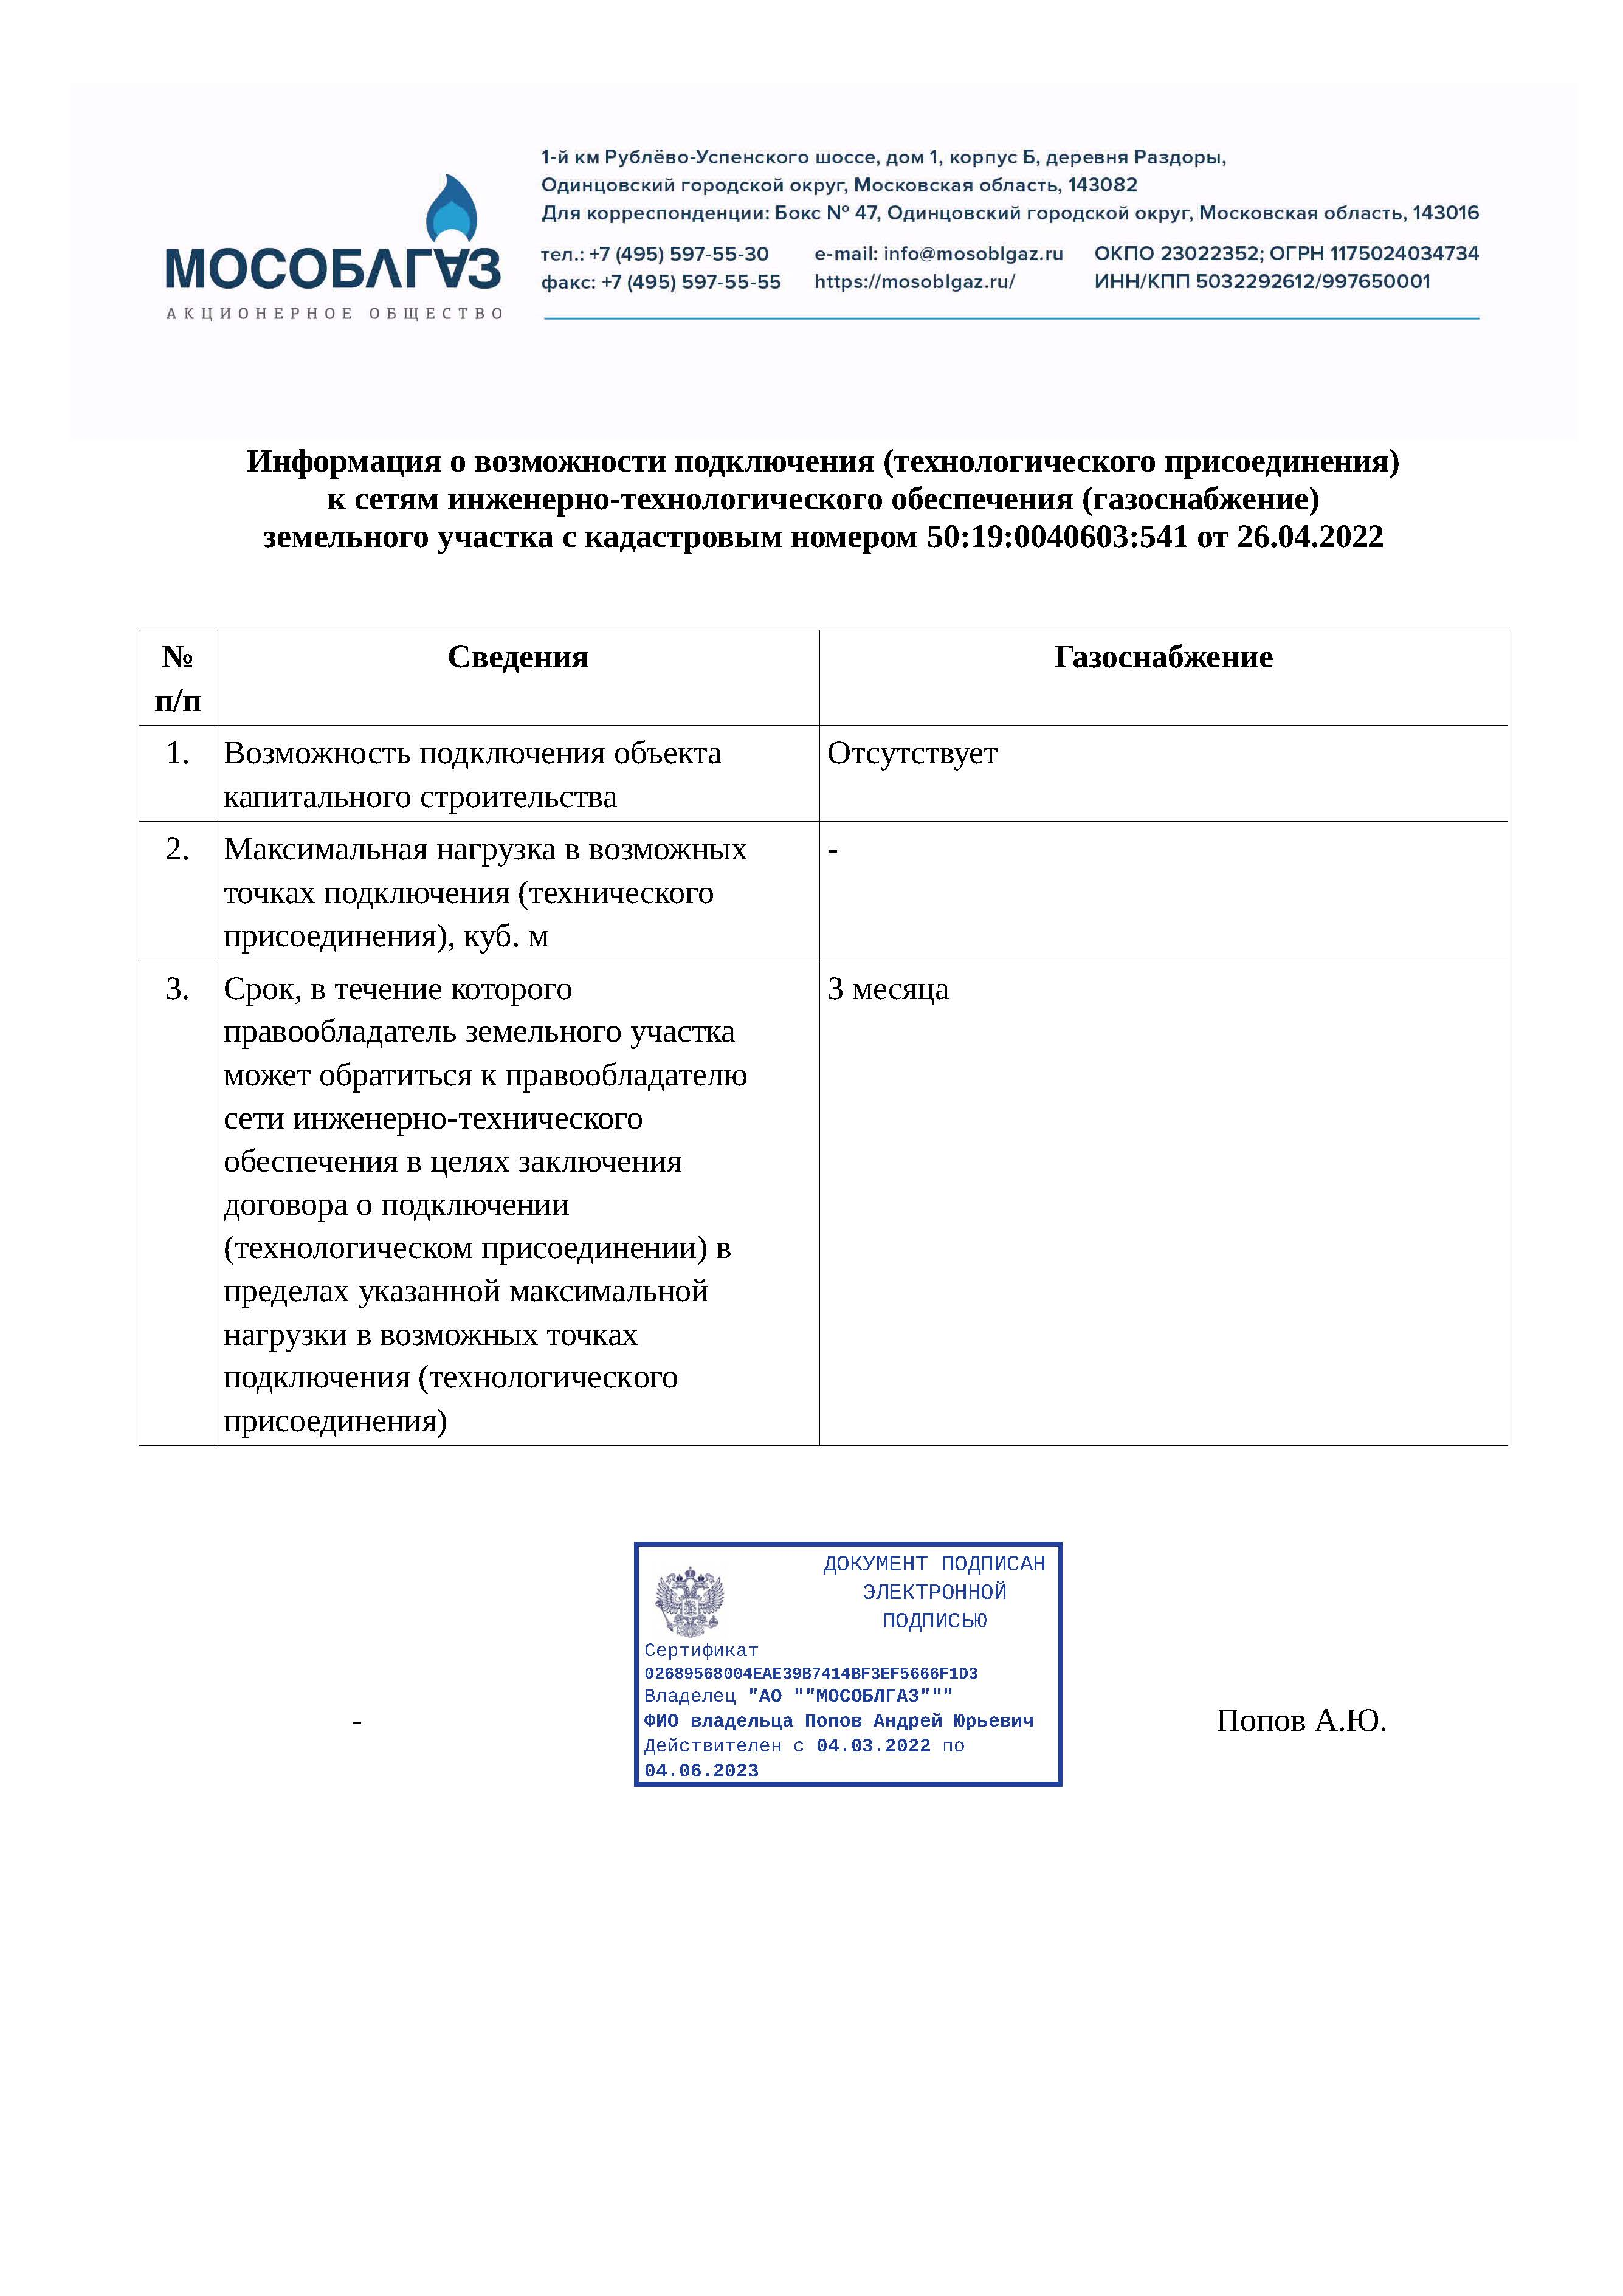 1-й км Рублёво-Успенского шоссе, дом 1, корпус Б, деревня Раздоры,
Одинцовский городской округ, Московская область, 143082
Для корреспонденции: Бокс № 47, Одинцовский городской округ, Московская область, 143016
тел.: +7 (495) 597-55-30 e-mail: info@mosoblgaz.ru ОКПО 23022352; ОГРН 1175024034734
факс: +7 (495) 597-55-55 https://mosoblgaz.ru/ ИНН/КПП 5032292612/997650001
МОСОБЛГАЗ
АКЦИОНЕРНОЕ ОБЩЕСТВО
Информация о возможности подключения (технологического присоединения)
к сетям инженерно-технологического обеспечения (газоснабжение)
земельного участка с кадастровым номером 50:19:0040603:541 от 26.04.2022
№ Сведения Газоснабжение
п/п
1. Возможность подключения объекта Отсутствует
капитального строительства
2. Максимальная нагрузка в возможных -
точках подключения (технического
присоединения), куб. м
3. Срок, в течение которого 3 месяца
правообладатель земельного участка
может обратиться к правообладателю
сети инженерно-технического
обеспечения в целях заключения
договора о подключении
(технологическом присоединении) в
пределах указанной максимальной
нагрузки в возможных точках
подключения (технологического
присоединения)
ДОКУМЕНТ ПОДПИСАН
ЭЛЕКТРОННОЙ
ПОДПИСЬЮ
Сертификат
02689568004EAE39B7414BF3EF5666F1D3
Владелец "АО ""МОСОБЛГАЗ"""
ФИО владельца Попов Андрей Юрьевич
Действителен с 04.03.2022 по
04.06.2023
-
Попов А.Ю.